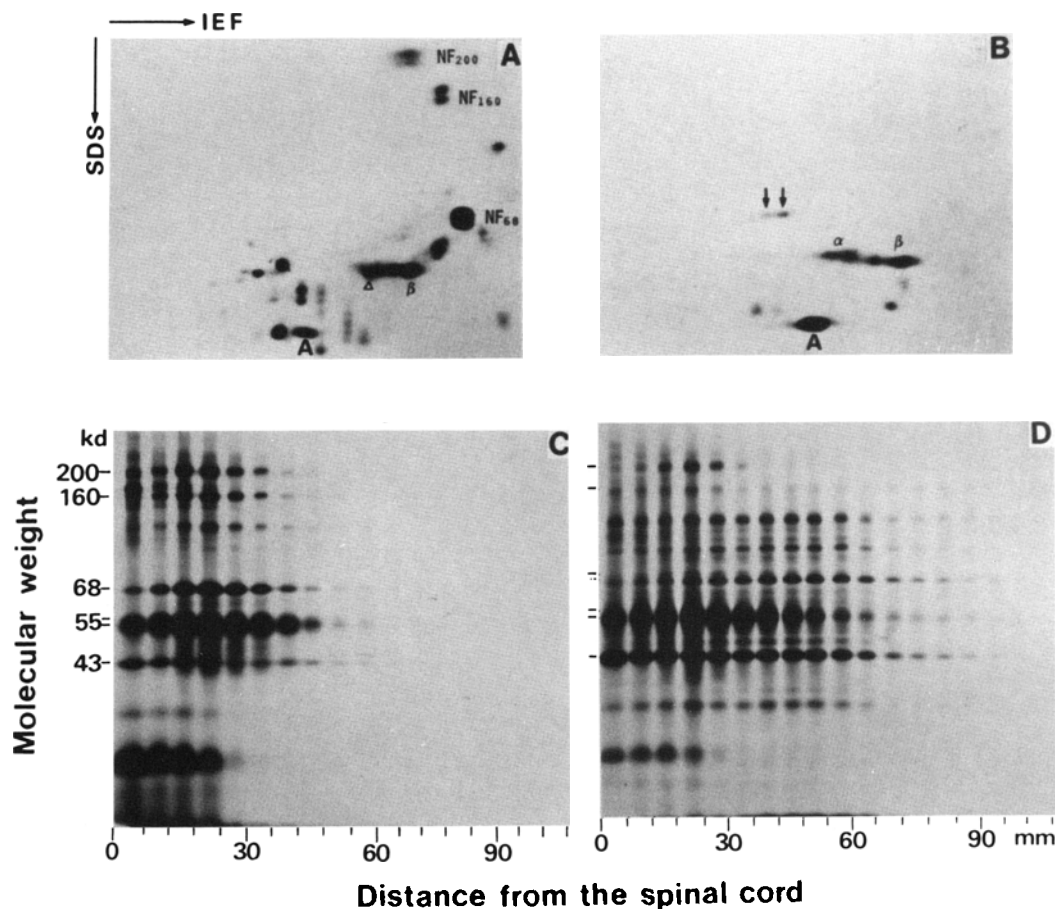 IEF
SDS
A
NF200
NF160
NF68
Δ
β
A
B
α
β
A
C
kd
200
160
68
55
43
Molecular weight
0 30 60 90
D
0 30 60 90 mm
Distance from the spinal cord